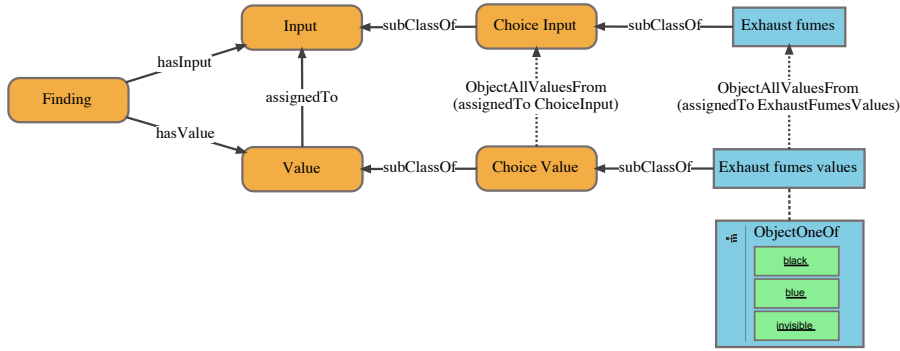 Input
subClassOf
Choice Input
subClassOf
Exhaust fumes
hasInput
Finding
assignedTo
ObjectAllValuesFrom
(assignedTo ChoiceInput)
ObjectAllValuesFrom
(assignedTo ExhaustFumesValues)
hasValue
Value
subClassOf
Choice Value
subClassOf
Exhaust fumes values
ObjectOneOf
black
blue
invisible